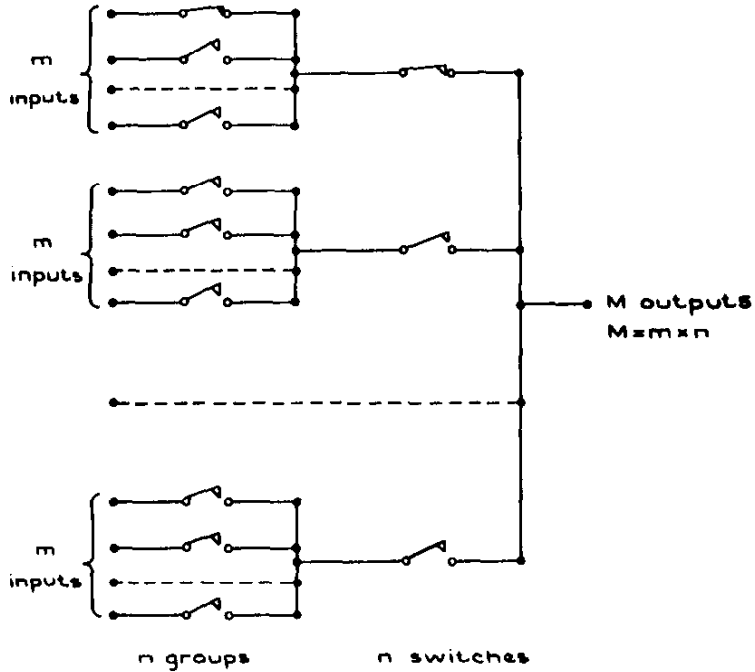 m
inputs
m
inputs
M outputs
M=m×n
m
inputs
n groups
n switches